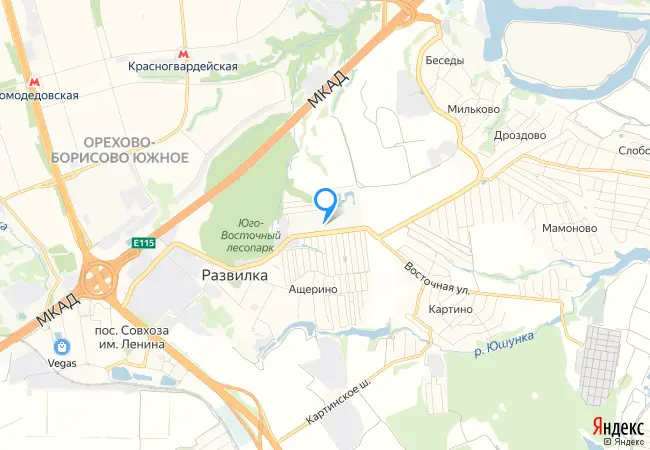 Красногвардейская
омодедовская
МКАД
Беседы
Мильково
Дроздово
Слобо
ОРЕХОВО-
БОРИСОВО ЮЖНОЕ
Юго-
Восточный
лесопарк
Мамоново
E115
Развилка
Ащерино
Восточная ул.
Картино
МКАД
пос. Совхоза
им. Ленина
Vegas
р. Юшунка
Картинское ш.
Яндекс
© Яндекс